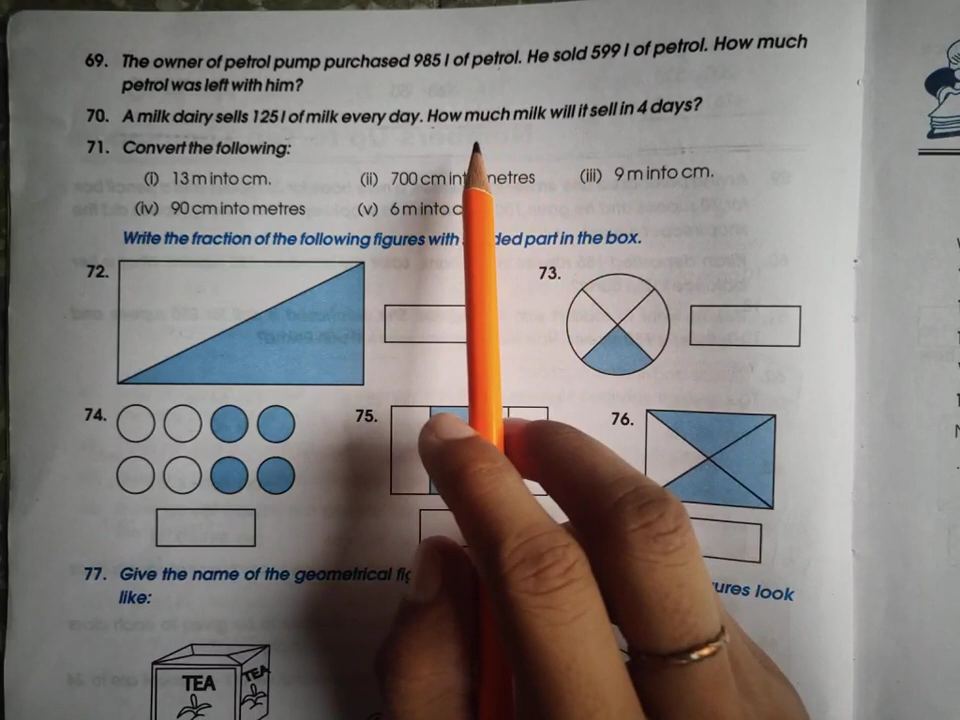 69. The owner of petrol pump purchased 985 l of petrol. He sold 599 l of petrol. How much
petrol was left with him?
70. A milk dairy sells 125 l of milk every day. How much milk will it sell in 4 days?
71. Convert the following:
(i) 13 m into cm. (ii) 700 cm metres (iii) 9 m into cm.
(iv) 90 cm into metres (v) 6 m into
Write the fraction of the following figures with part in the box.
72. 73.
74. 75. 76.
77. Give the name of the geometrical look
like:
TEA TEA